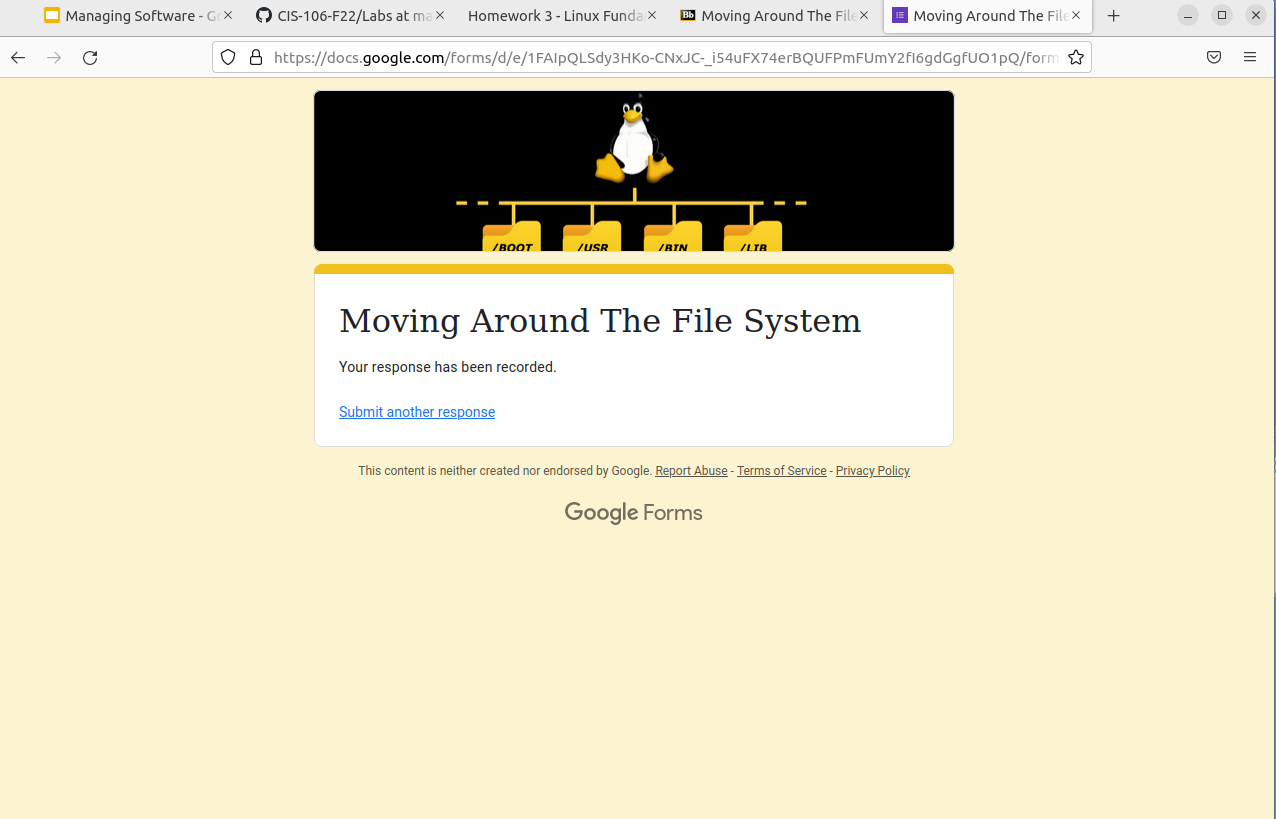 Managing Software - Go
CIS-106-F22/Labs at ma
Homework 3 - Linux Funda
Bb Moving Around The File
Moving Around The File
https://docs.google.com/forms/d/e/1FAIpQLSdy3HKo-CNxJC-_i54uFX74erBQUFPmFUmY2fI6gdGgfUO1pQ/form
/BOOT /USR /BIN /LIB
Moving Around The File System
Your response has been recorded.
Submit another response
This content is neither created nor endorsed by Google. Report Abuse - Terms of Service - Privacy Policy
Google Forms